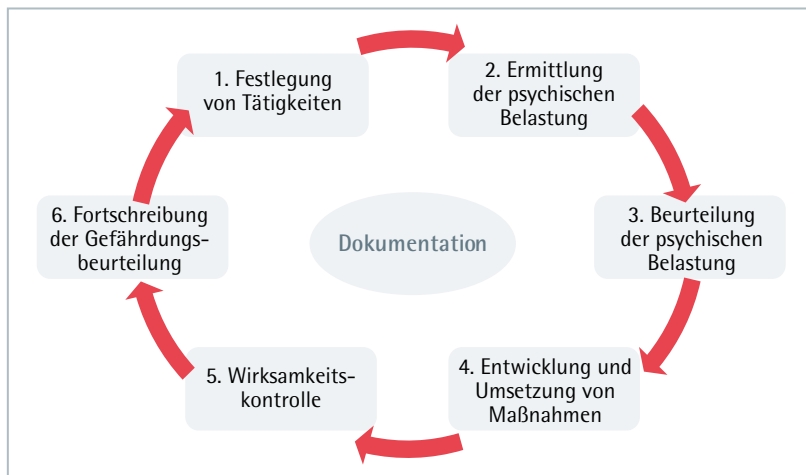 1. Festlegung
von Tätigkeiten
2. Ermittlung
der psychischen
Belastung
3. Beurteilung
der psychischen
Belastung
4. Entwicklung und
Umsetzung von
Maßnahmen
5. Wirksamkeits-
kontrolle
6. Fortschreibung
der Gefährdungs-
beurteilung
Dokumentation